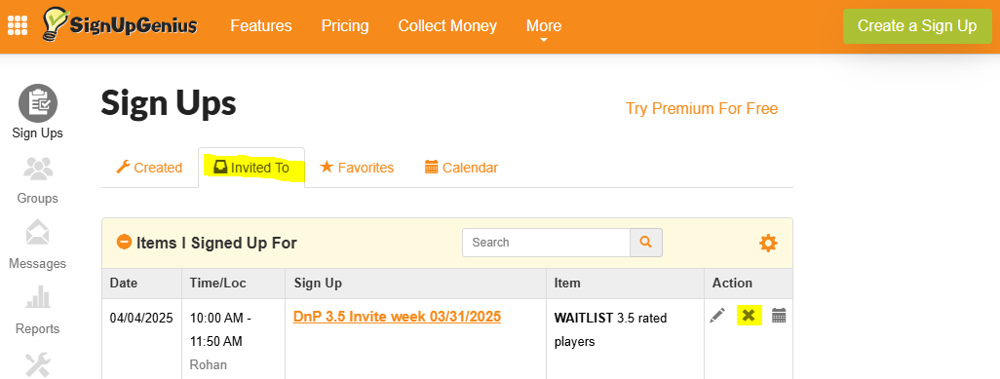 SignUpGenius
Features Pricing Collect Money More
Create a Sign Up
Sign Ups
Groups
Messages
Reports
Sign Ups
Try Premium For Free
Created Invited To Favorites Calendar
Items I Signed Up For
Search
Date Time/Loc Sign Up Item Action
04/04/2025 10:00 AM - DnP 3.5 Invite week 03/31/2025 WAITLIST 3.5 rated
11:50 AM players
Rohan